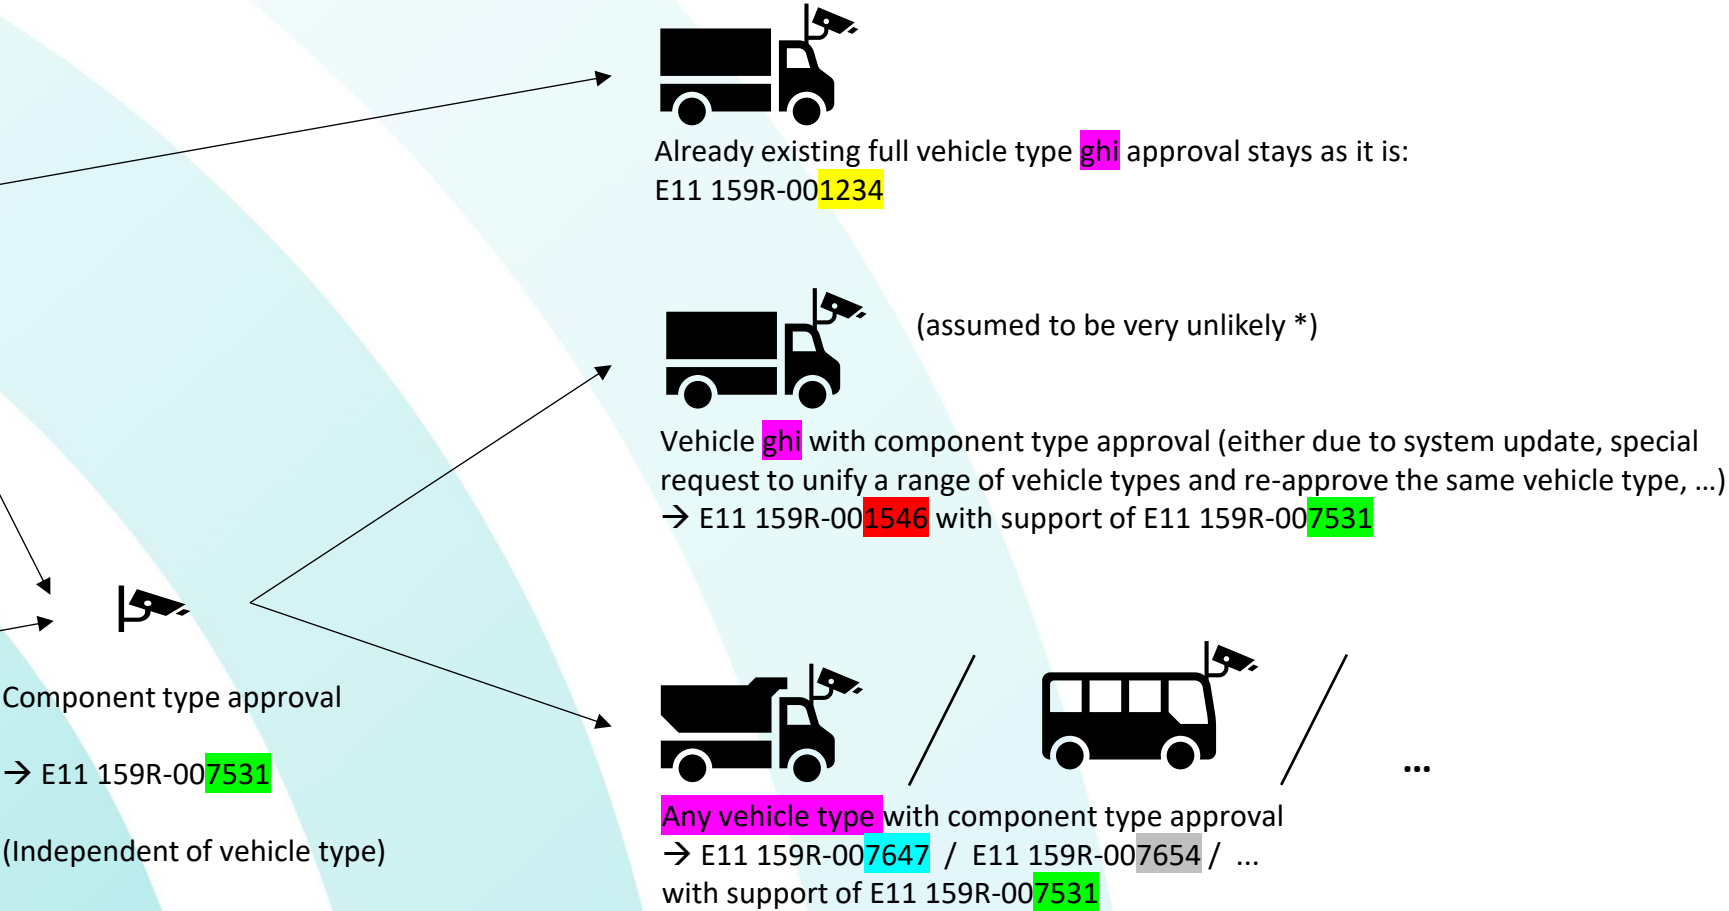 Already existing full vehicle type ghi approval stays as it is:
E11 159R-001234
(assumed to be very unlikely *)
Vehicle ghi with component type approval (either due to system update, special
request to unify a range of vehicle types and re-approve the same vehicle type, …)
→ E11 159R-001546 with support of E11 159R-007531
Component type approval
→ E11 159R-007531
(Independent of vehicle type)
/ / …
Any vehicle type with component type approval
→ E11 159R-007647 / E11 159R-007654 / ...
with support of E11 159R-007531